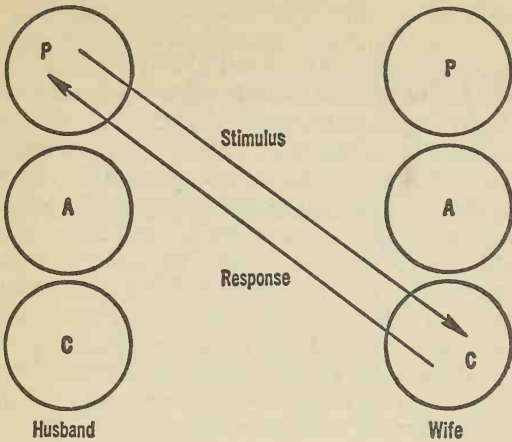 P P
Stimulus
A A
Response
C C
Husband Wife